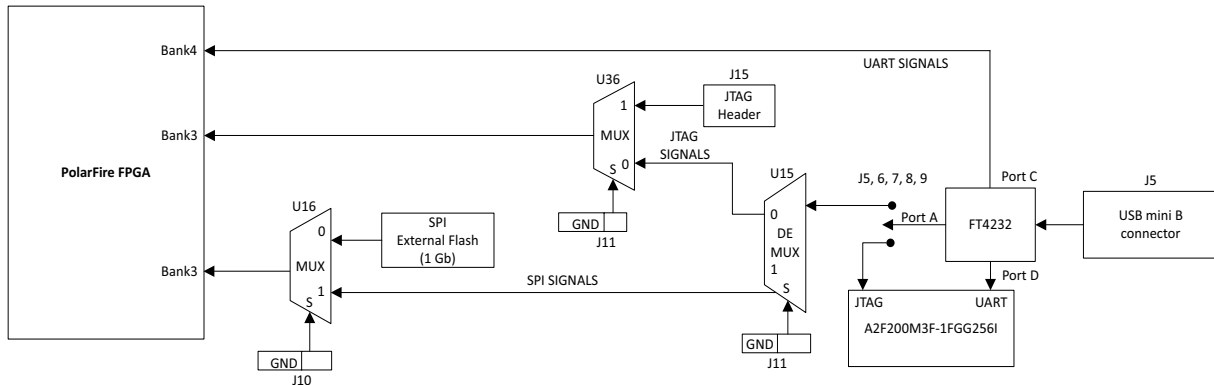 PolarFire FPGA
Bank4
Bank3
Bank3
UART SIGNALS
U36
1
MUX
0
S
GND
J11
J15
JTAG
Header
JTAG
SIGNALS
U16
0
MUX
1
S
GND
J10
SPI
External Flash
(1 Gb)
SPI SIGNALS
U15
0
DE
MUX
1
S
GND
J11
J5, 6, 7, 8, 9
Port A
Port C
FT4232
Port D
J5
USB mini B
connector
JTAG
UART
A2F200M3F-1FGG256I